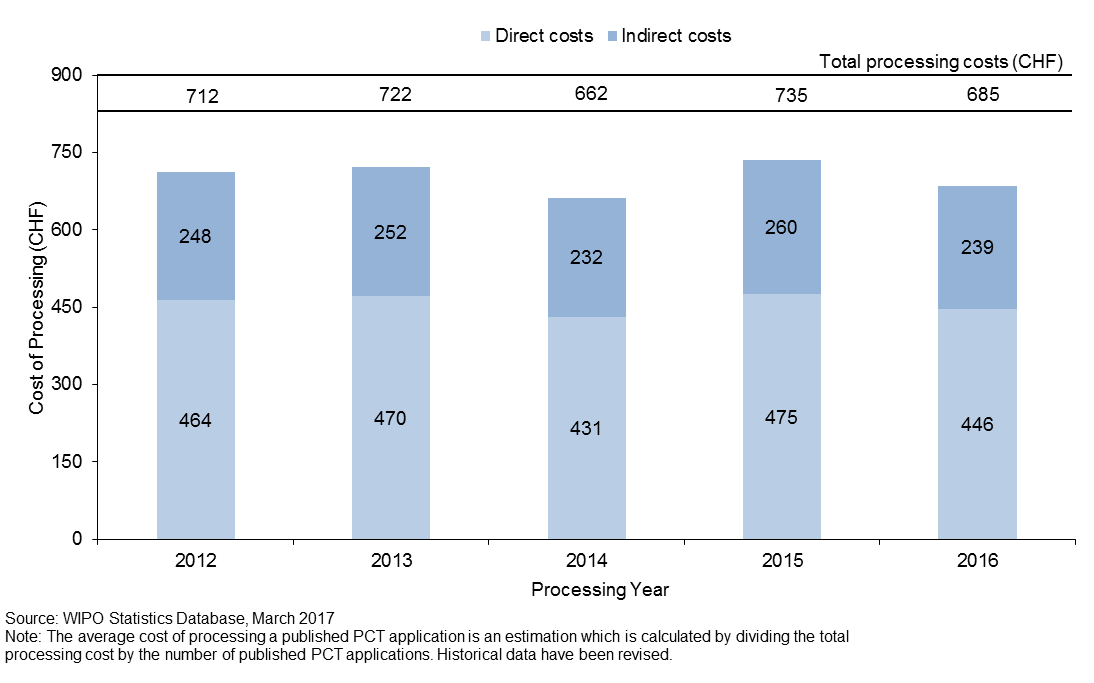 Direct costs Indirect costs
Total processing costs (CHF)
900
712 722 662 735 685
750
600
450
300
150
0
Cost of Processing (CHF)
248 252 232 260 239
464 470 431 475 446
2012 2013 2014 2015 2016
Processing Year
Source: WIPO Statistics Database, March 2017
Note: The average cost of processing a published PCT application is an estimation which is calculated by dividing the total
processing cost by the number of published PCT applications. Historical data have been revised.